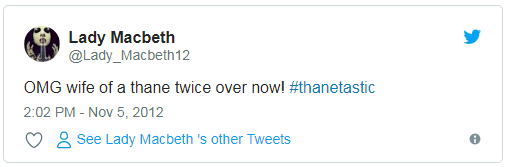 Lady Macbeth
@Lady_Macbeth12
OMG wife of a thane twice over now! #thanetastic
2:02 PM - Nov 5, 2012
See Lady Macbeth 's other Tweets